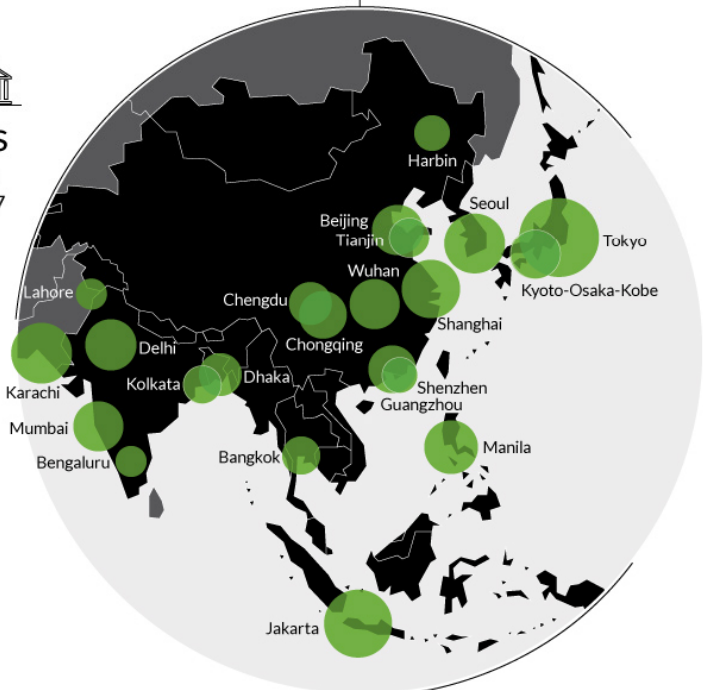 S
7
Harbin
Seoul
Beijing
Tianjin
Tokyo
Wuhan
Kyoto-Osaka-Kobe
Lahore
Chengdu
Shanghai
Chongqing
Delhi
Karachi
Kolkata
Dhaka
Shenzhen
Guangzhou
Mumbai
Manila
Bengaluru
Bangkok
Jakarta